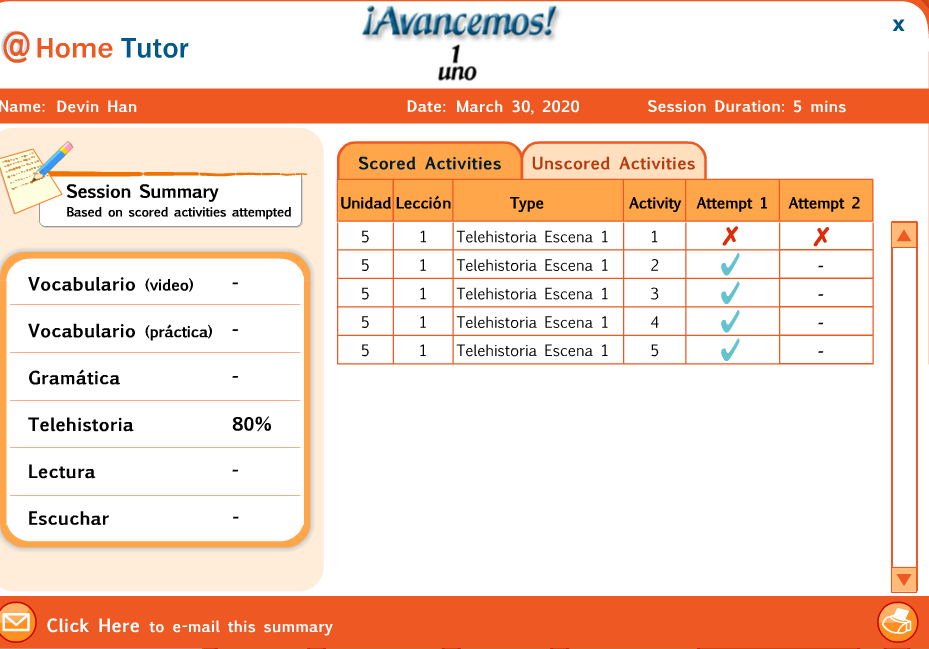 ¡Avancemos!
1
uno
x
@ Home Tutor
Name: Devin Han
Date: March 30, 2020
Session Duration: 5 mins
Session Summary
Based on scored activities attempted
Vocabulario (video) -
Vocabulario (práctica) -
Gramática -
Telehistoria 80%
Lectura -
Escuchar -
Scored Activities
Unscored Activities
Unidad Lección Type Activity Attempt 1 Attempt 2
5 1 Telehistoria Escena 1 1 ✗ ✗
5 1 Telehistoria Escena 1 2 ✓ -
5 1 Telehistoria Escena 1 3 ✓ -
5 1 Telehistoria Escena 1 4 ✓ -
5 1 Telehistoria Escena 1 5 ✓ -
Click Here to e-mail this summary